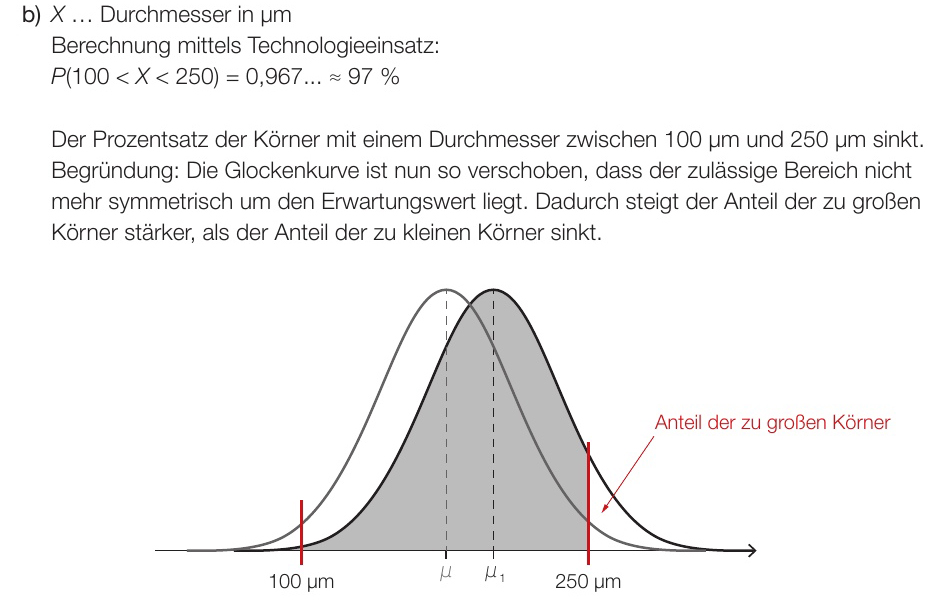 b) X … Durchmesser in μm
Berechnung mittels Technologieeinsatz:
P(100 < X < 250) = 0,967... ≈ 97 %
Der Prozentsatz der Körner mit einem Durchmesser zwischen 100 μm und 250 μm sinkt.
Begründung: Die Glockenkurve ist nun so verschoben, dass der zulässige Bereich nicht
mehr symmetrisch um den Erwartungswert liegt. Dadurch steigt der Anteil der zu großen
Körner stärker, als der Anteil der zu kleinen Körner sinkt.
Anteil der zu großen Körner
100 μm μ μ₁ 250 μm